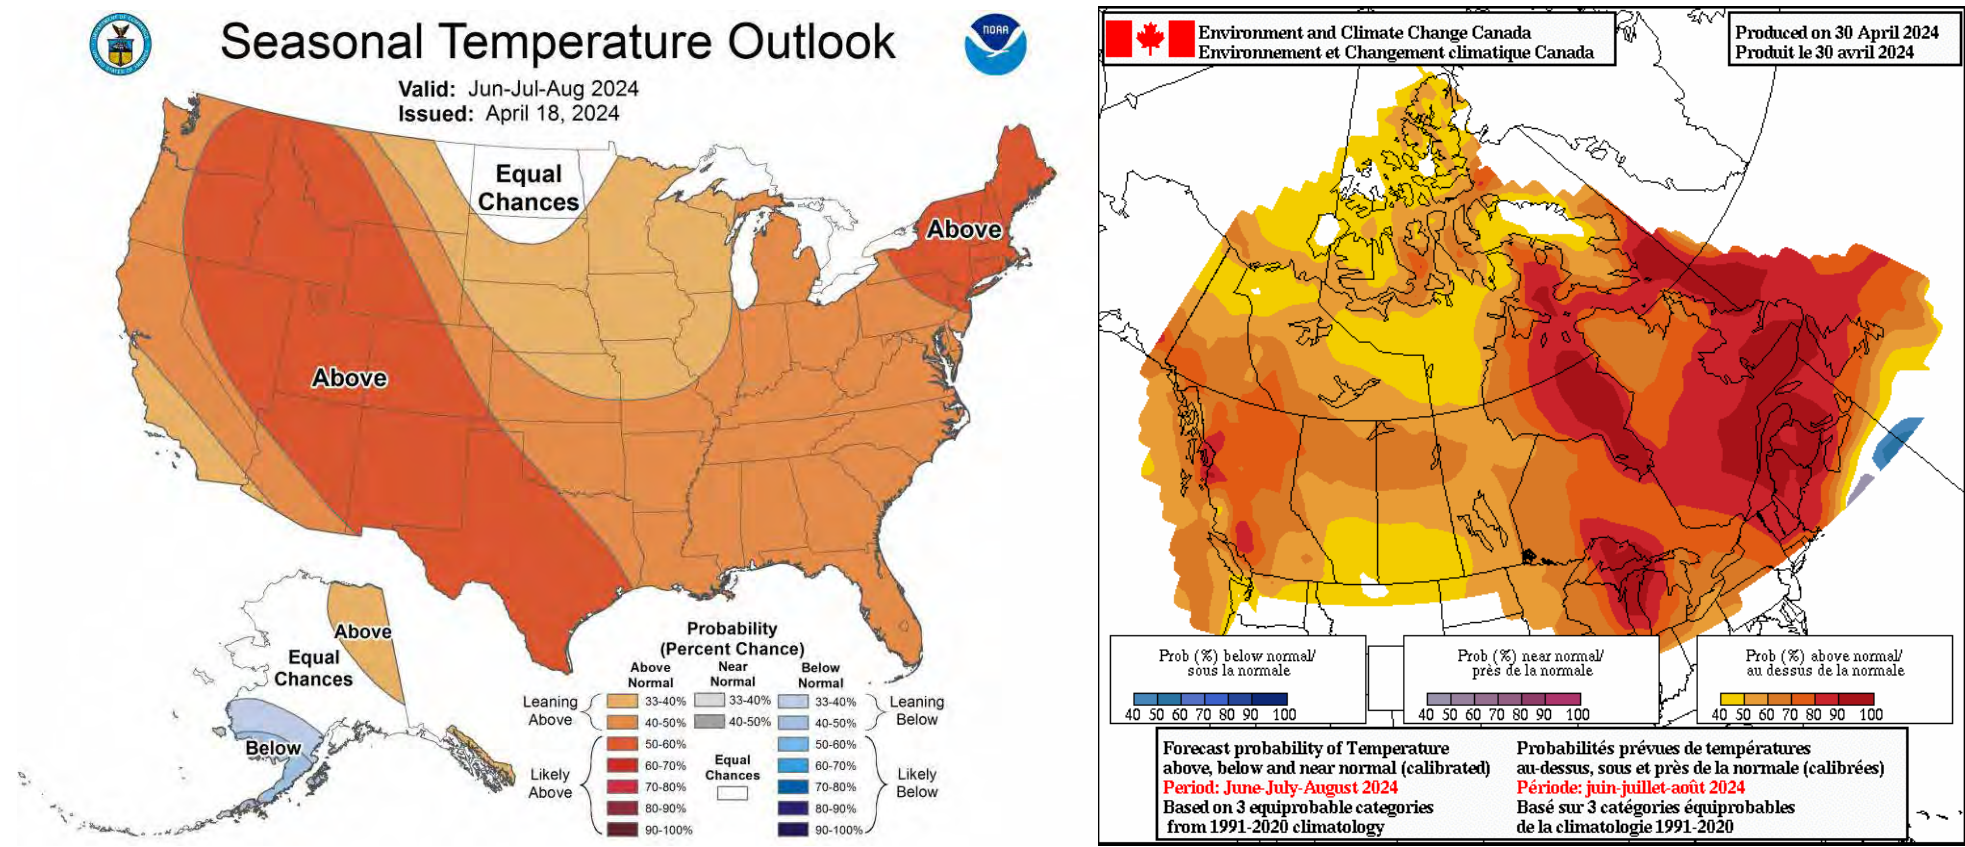 Seasonal Temperature Outlook
NOAA
Valid: Jun-Jul-Aug 2024
Issued: April 18, 2024
Equal
Chances
Above
Above
Above
Equal
Chances
Below
Probability
(Percent Chance)
Above
Normal
Near
Normal
Below
Normal
Leaning
Above
33-40%
33-40%
33-40%
40-50%
40-50%
40-50%
Leaning
Below
Likely
Above
50-60%
60-70%
70-80%
80-90%
90-100%
Equal
Chances
50-60%
60-70%
70-80%
80-90%
90-100%
Likely
Below
Environment and Climate Change Canada
Environnement et Changement climatique Canada
Produced on 30 April 2024
Produit le 30 avril 2024
Prob (%) below normal/
sous la normale
40 50 60 70 80 90 100
Prob (%) near normal/
près de la normale
40 50 60 70 80 90 100
Prob (%) above normal/
au dessus de la normale
40 50 60 70 80 90 100
Forecast probability of Temperature
above, below and near normal (calibrated)
Period: June-July-August 2024
Based on 3 equiprobable categories
from 1991-2020 climatology
Probabilités prévues de températures
au-dessus, sous et près de la normale (calibrées)
Période: juin-juillet-août 2024
Basé sur 3 catégories équiprobables
de la climatologie 1991-2020